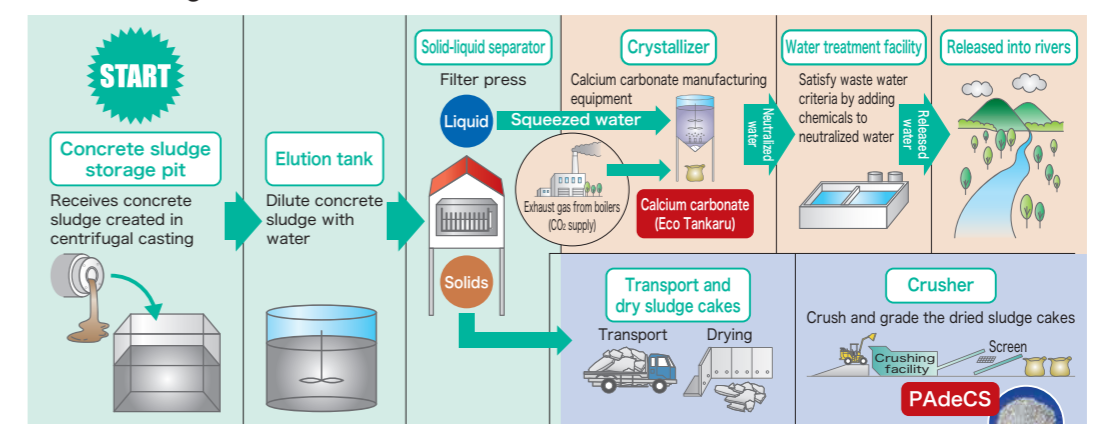 START
Concrete sludge
storage pit
Receives concrete
sludge created in
centrifugal casting
Elution tank
Dilute concrete
sludge with
water
Solid-liquid separator
Filter press
Liquid
Squeezed water
Solids
Crystallizer
Calcium carbonate manufacturing
equipment
Exhaust gas from boilers
(CO₂ supply)
Calcium carbonate
(Eco Tankaru)
Neutralized
water
Water treatment facility
Satisfy waste water
criteria by adding
chemicals to
neutralized water
Released
water
Released into rivers
Transport and
dry sludge cakes
Transport
Drying
Crusher
Crush and grade the dried sludge cakes
Crushing
facility
Screen
PAdeCS